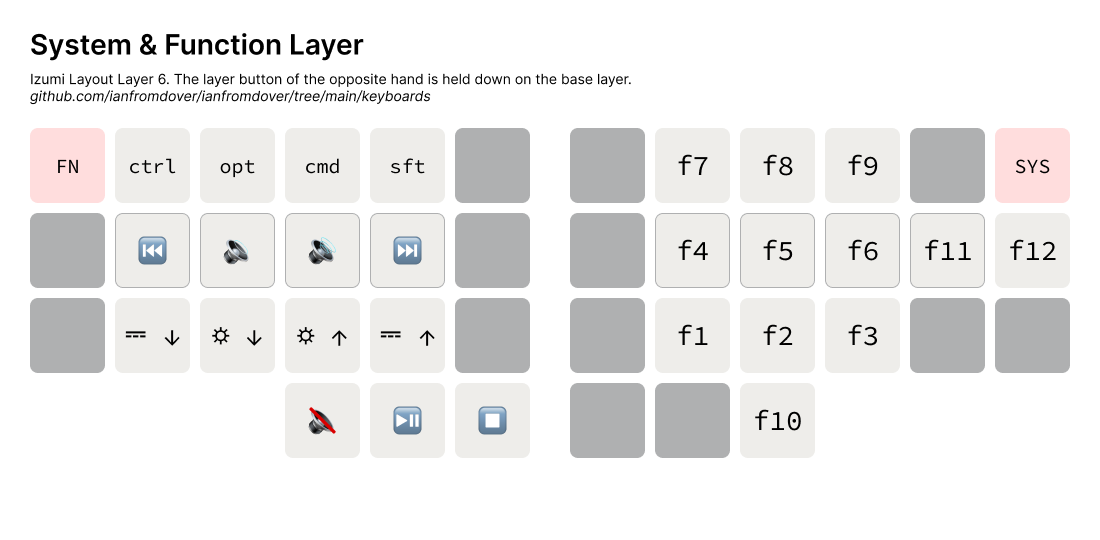 System & Function Layer
Izumi Layout Layer 6. The layer button of the opposite hand is held down on the base layer.
github.com/ianfromdover/ianfromdover/tree/main/keyboards
FN ctrl opt cmd sft f7 f8 f9 SYS
⏮️ 🔈 🔊 ⏭️ f4 f5 f6 f11 f12
⎓ ↓ ☼ ↓ ☼ ↑ ⎓ ↑ f1 f2 f3
🔇 ⏯️ ⏹️ f10